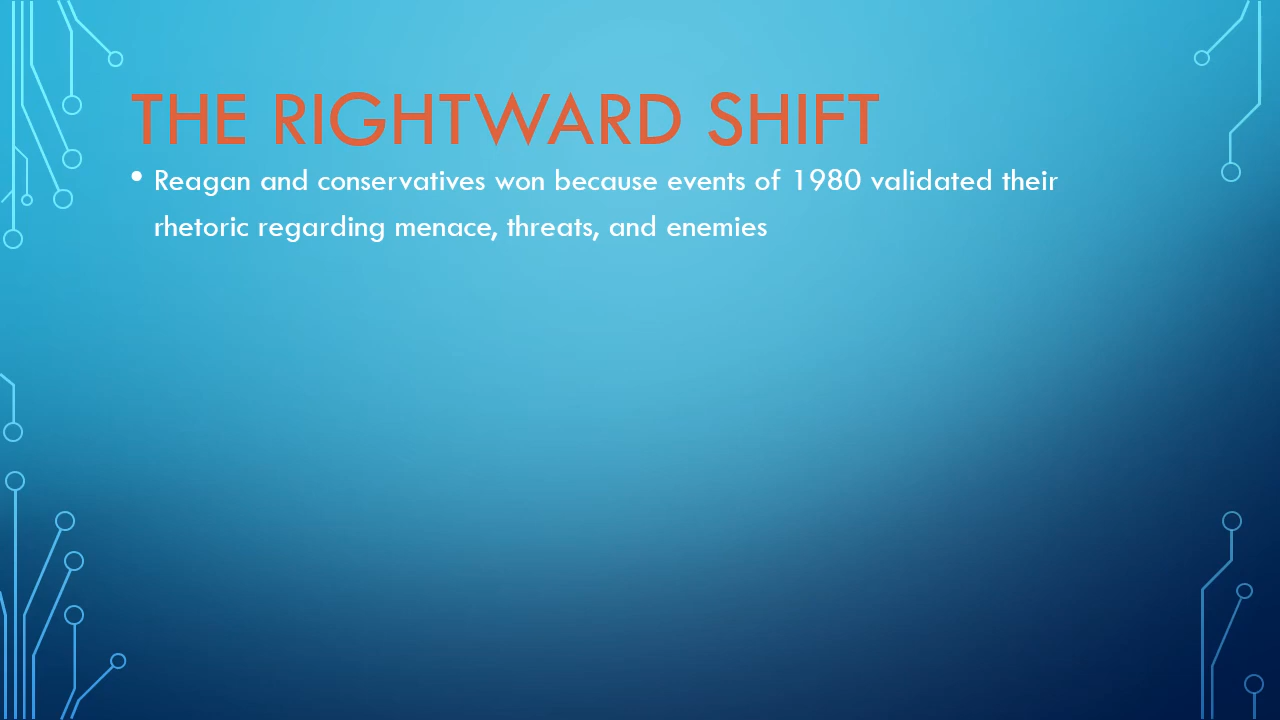 THE RIGHTWARD SHIFT
• Reagan and conservatives won because events of 1980 validated their
rhetoric regarding menace, threats, and enemies